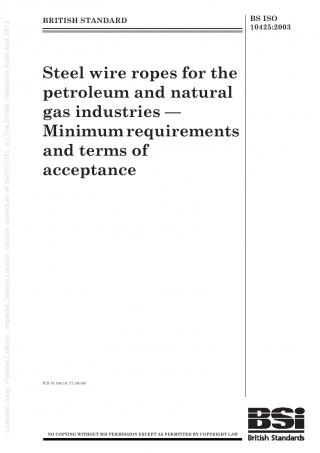 BRITISH STANDARD
BS ISO
10425:2003
Steel wire ropes for the
petroleum and natural
gas industries —
Minimum requirements
and terms of
acceptance
ICS 75.180.10; 77.140.65
NO COPYING WITHOUT BSI PERMISSION EXCEPT AS PERMITTED BY COPYRIGHT LAW
BSi
British Standards
Licensed copy: Imperial College, Imperial College London, Version correct as of
(c) The British Standards Institution 2013